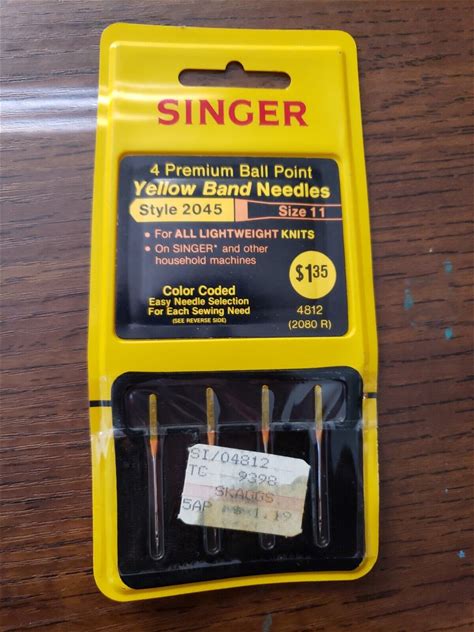 SINGER
4 Premium Ball Point
Yellow Band Needles
Style 2045 Size 11
• For ALL LIGHTWEIGHT KNITS
• On SINGER* and other
household machines
$1.35
Color Coded
Easy Needle Selection
For Each Sewing Need
(SEE REVERSE SIDE)
4812
(2080 R)
SI/04812
TC 9398
SKAGGS
5AP 1.19